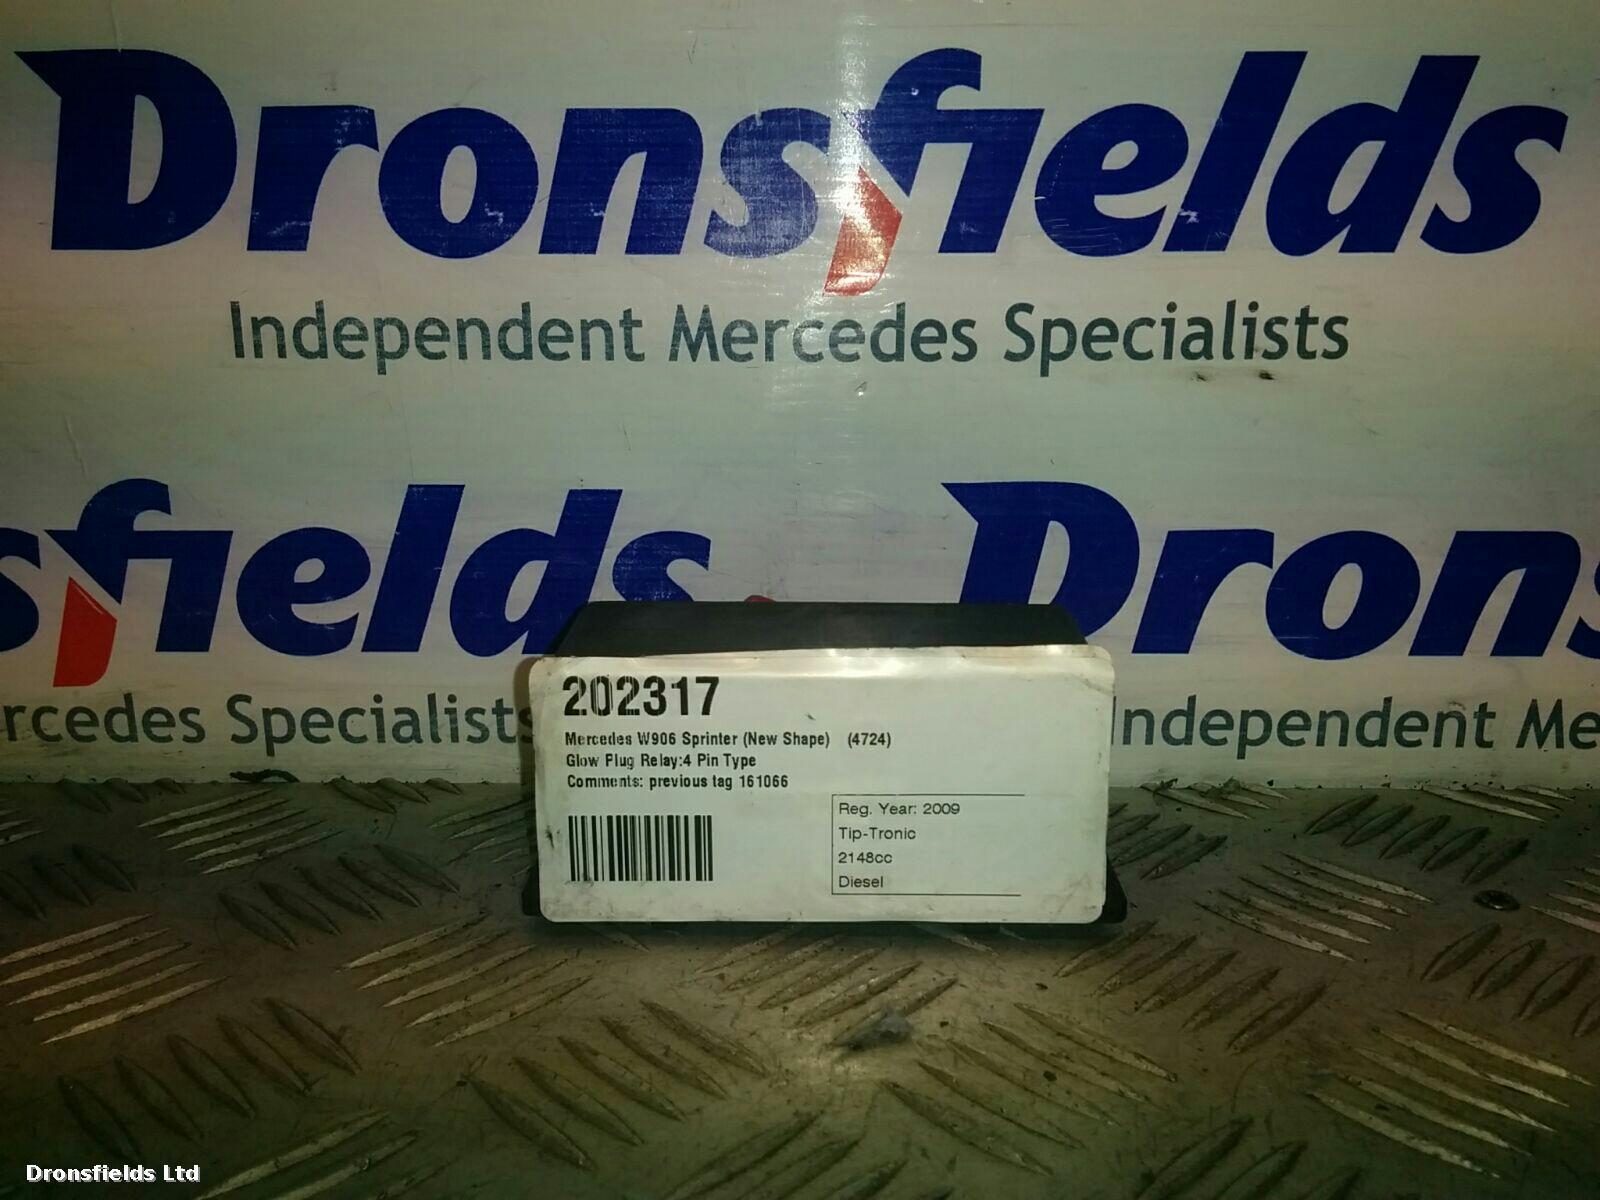 Dronsfields
Independent Mercedes Specialists
sfields
Drons
rcedes Specialists
Independent Me
202317
Mercedes W906 Sprinter (New Shape) (4724)
Glow Plug Relay:4 Pin Type
Comments: previous tag 161066
Reg. Year: 2009
Tip-Tronic
2148cc
Diesel
Dronsfields Ltd